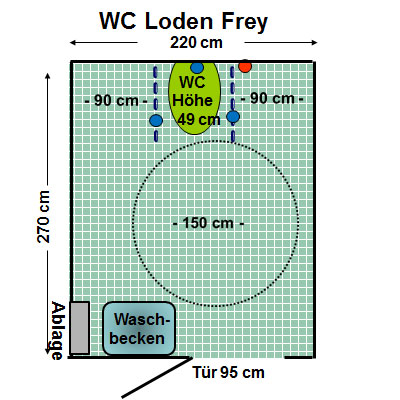 WC Loden Frey
220 cm
- 90 cm -
WC
Höhe
49 cm
- 90 cm -
270 cm
- 150 cm -
Ablage
Wasch-
becken
Tür 95 cm